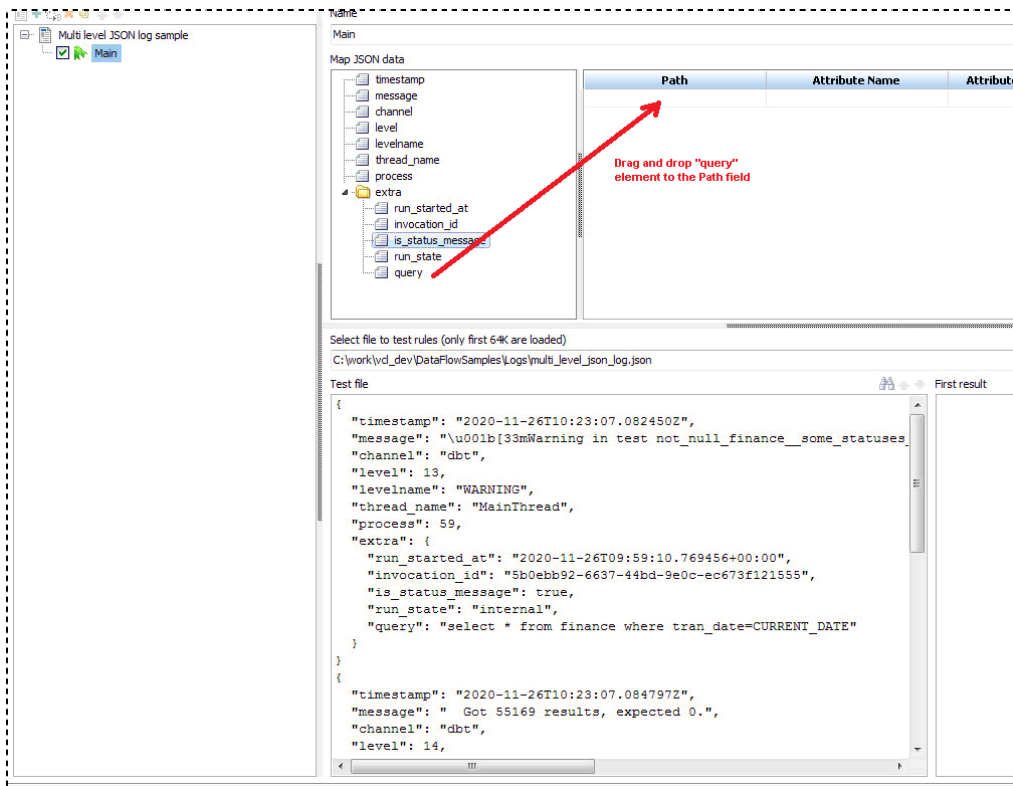 Name
Multi level JSON log sample
Main
Main
Map JSON data
timestamp
message
channel
level
levelname
thread_name
process
extra
run_started_at
invocation_id
is_status_message
run_state
query
Path Attribute Name Attribut
Drag and drop "query"
element to the Path field
Select file to test rules (only first 64K are loaded)
C:\work\vcl_dev\DataFlowSamples\Logs\multi_level_json_log.json
Test file
First result
{
"timestamp": "2020-11-26T10:23:07.082450Z",
"message": "\u001b[33mWarning in test not_null_finance__some_statuses_
"channel": "dbt",
"level": 13,
"levelname": "WARNING",
"thread_name": "MainThread",
"process": 59,
"extra": {
"run_started_at": "2020-11-26T09:59:10.769456+00:00",
"invocation_id": "5b0ebb92-6637-44bd-9e0c-ec673f121555",
"is_status_message": true,
"run_state": "internal",
"query": "select * from finance where tran_date=CURRENT_DATE"
}
}
{
"timestamp": "2020-11-26T10:23:07.084797Z",
"message": "  Got 55169 results, expected 0.",
"channel": "dbt",
"level": 14,